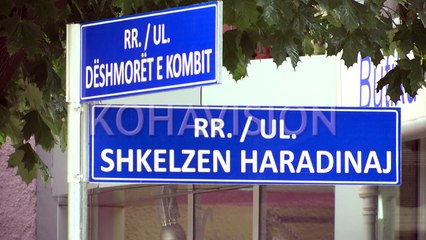 RR. / UL.
DËSHMORËT E KOMBIT
KOHAVISION
RR. / UL.
SHKELZEN HARADINAJ